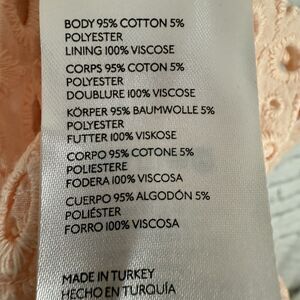 BODY 95% COTTON 5%
POLYESTER
LINING 100% VISCOSE
CORPS 95% COTON 5%
POLYESTER
DOUBLURE 100% VISCOSE
KÖRPER 95% BAUMWOLLE 5%
POLYESTER
FUTTER 100% VISKOSE
CORPO 95% COTONE 5%
POLIESTERE
FODERA 100% VISCOSA
CUERPO 95% ALGODÓN 5%
POLIÉSTER
FORRO 100% VISCOSA
MADE IN TURKEY
HECHO EN TURQUÍA